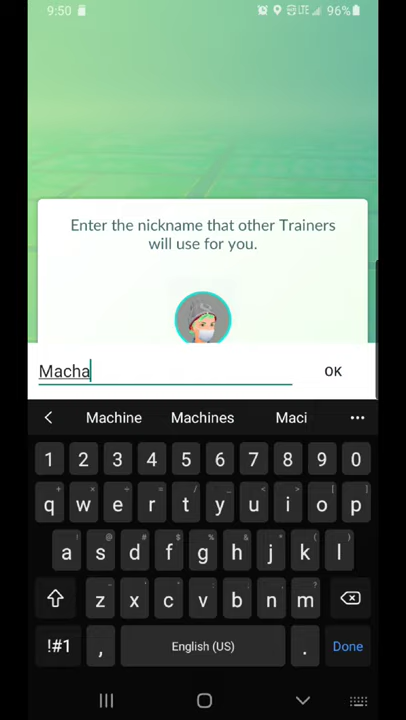 9:50 LTE 96%
Enter the nickname that other Trainers
will use for you.
Macha OK
Machine Machines Maci •••
1 2 3 4 5 6 7 8 9 0
q w e r t y u i o p
a s d f g h j k l
z x c v b n m
!#1 , English (US) . Done